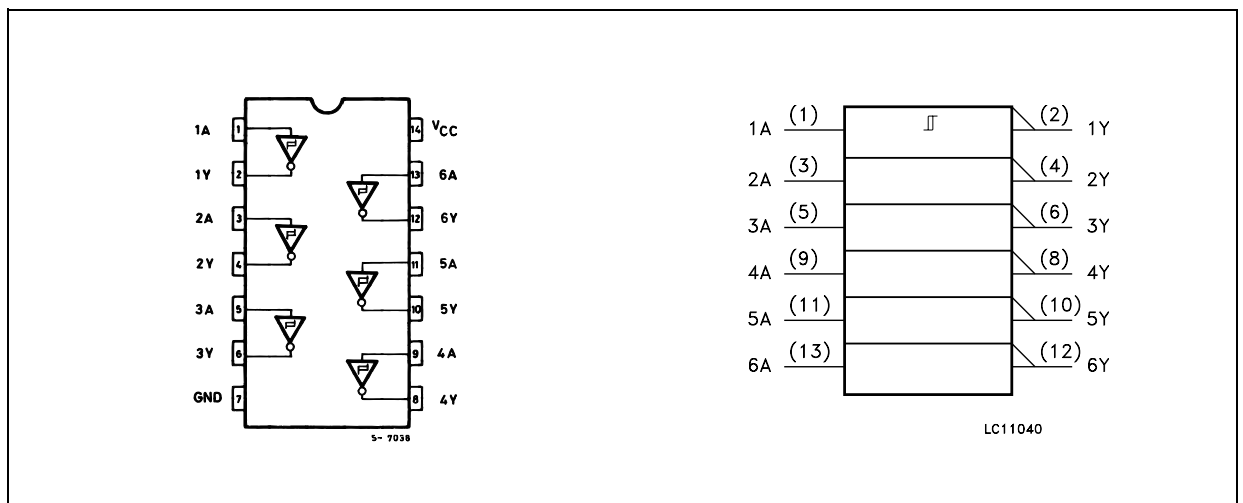 1A 1 14 VCC
1Y 2 13 6A
2A 3 12 6Y
2Y 4 11 5A
3A 5 10 5Y
3Y 6 9 4A
GND 7 8 4Y
S- 7038
1A (1) (2) 1Y
2A (3) (4) 2Y
3A (5) (6) 3Y
4A (9) (8) 4Y
5A (11) (10) 5Y
6A (13) (12) 6Y
LC11040